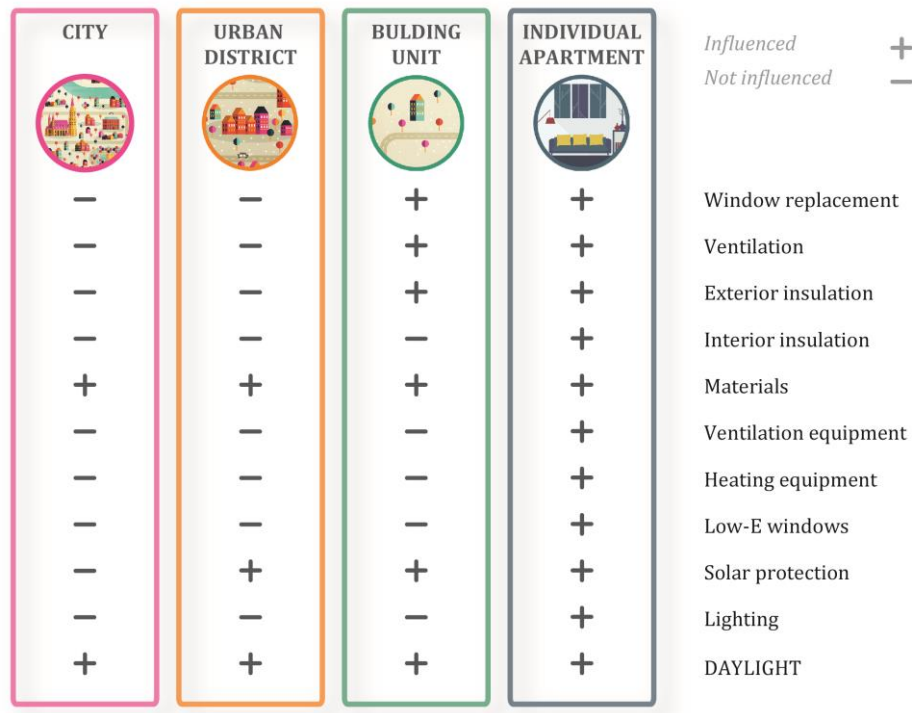 CITY
URBAN
DISTRICT
BULDING
UNIT
INDIVIDUAL
APARTMENT
Influenced +
Not influenced −
− − + + Window replacement
− − + + Ventilation
− − + + Exterior insulation
− − − + Interior insulation
+ + + + Materials
− − − + Ventilation equipment
− − − + Heating equipment
− − − + Low-E windows
− + + + Solar protection
− − − + Lighting
+ + + + DAYLIGHT